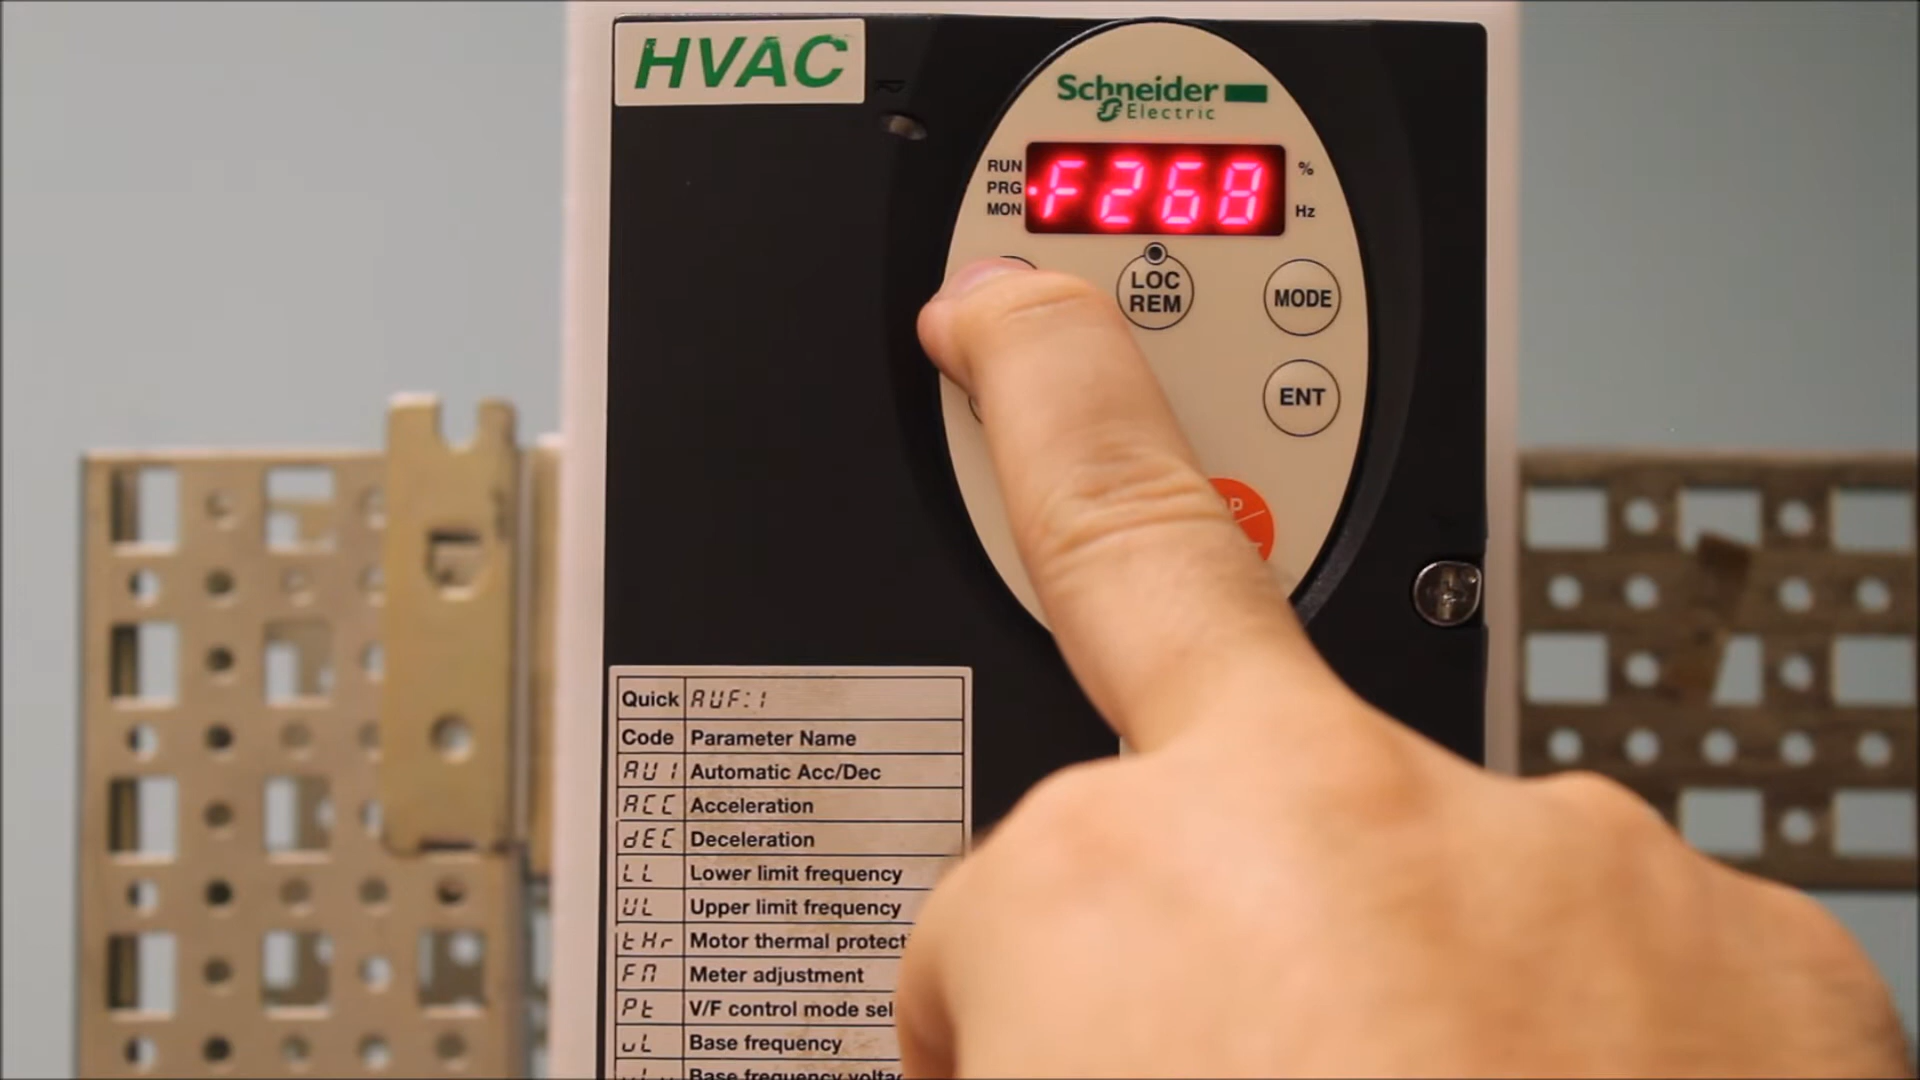 HVAC
Schneider
Electric
RUN
PRG
MON
F268
%
Hz
LOC
REM
MODE
ENT
P/
Quick AUF:1
Code Parameter Name
AU1 Automatic Acc/Dec
ACC Acceleration
dEC Deceleration
LL Lower limit frequency
UL Upper limit frequency
tHr Motor thermal protect
FM Meter adjustment
Pt V/F control mode sel
uL Base frequency
Base frequency